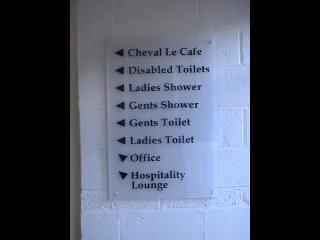 Cheval Le Cafe
Disabled Toilets
Ladies Shower
Gents Shower
Gents Toilet
Ladies Toilet
Office
Hospitality
Lounge